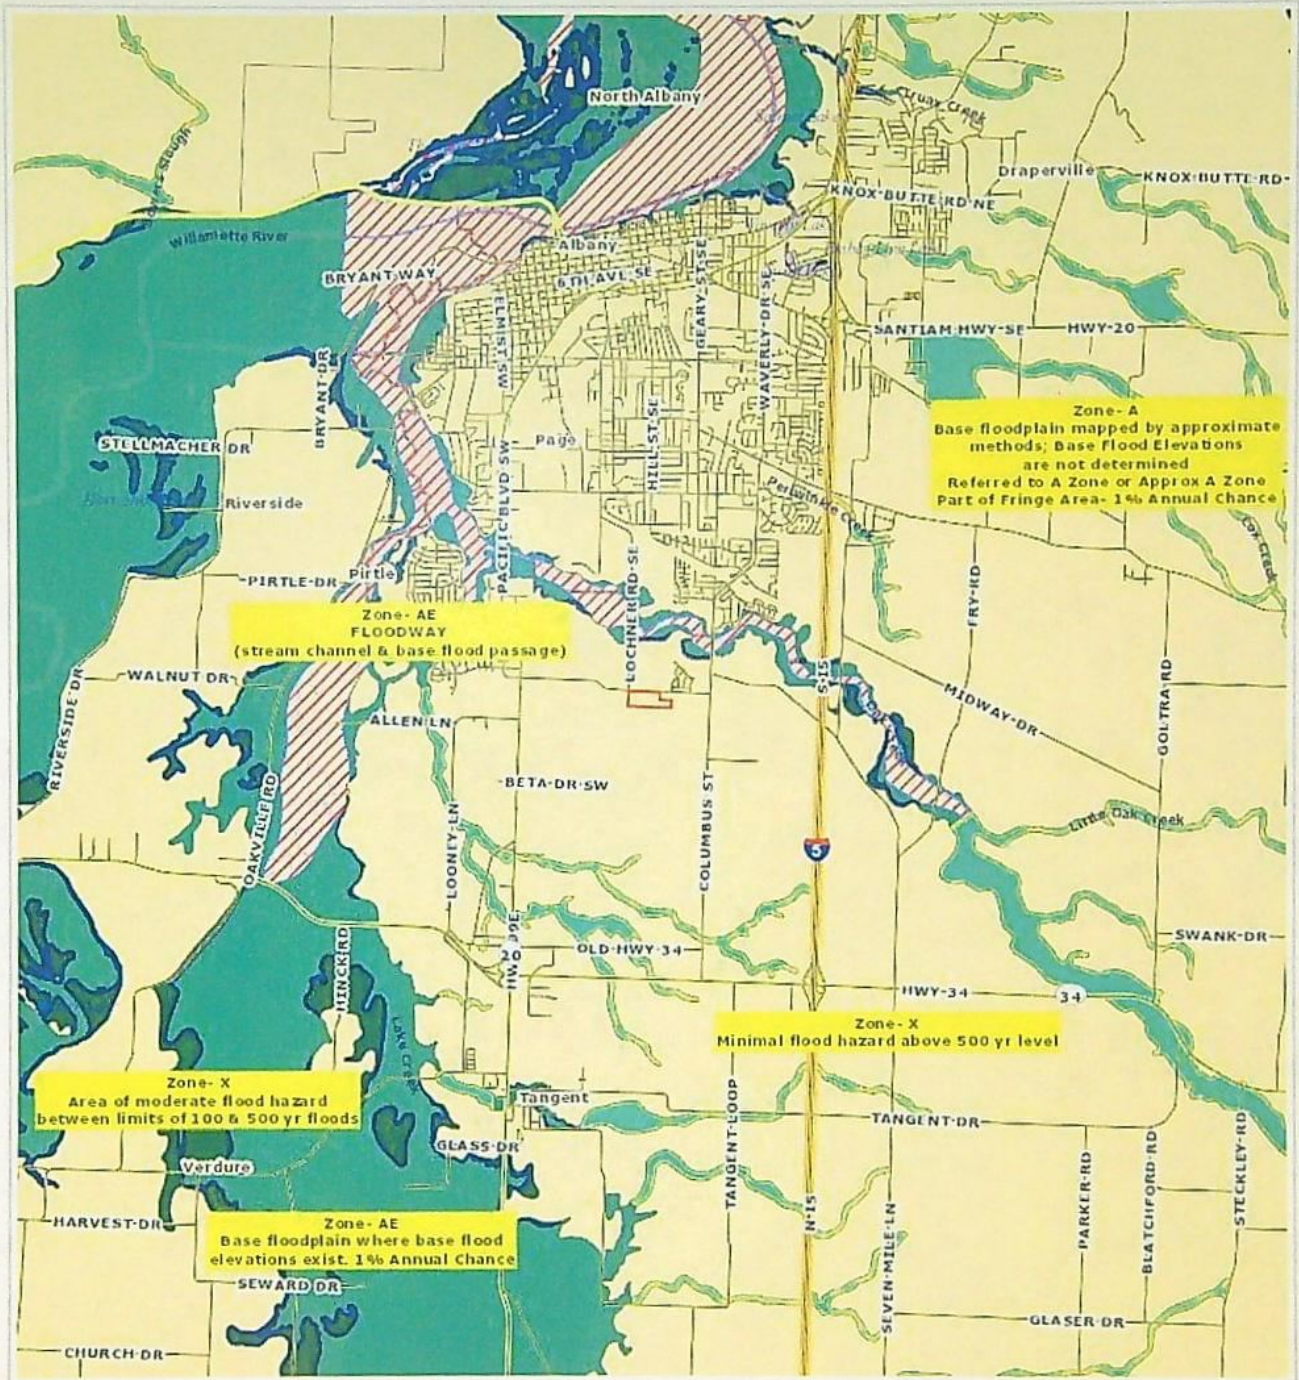 North Albany
Truax Creek
Draperville
KNOX BUTTE RD
KNOX BUTTE RD NE
Willamette River
Albany
BRYANT WAY
6TH AVE SE
ELM ST SW
GEARY ST SE
WAVERLY DR SE
SANTIAM HWY SE
HWY 20
BRYANT DR
Zone- A
Base floodplain mapped by approximate
methods; Base Flood Elevations
are not determined
Referred to A Zone or Approx A Zone
Part of Fringe Area- 1% Annual Chance
STELLMACHER DR
Page
HILL ST SE
PACIFIC BLVD SW
Riverside
Periwinkle Creek
Cox Creek
PIRTLE DR
Pirtle
LOCHNER RD SE
FRY RD
Zone- AE
FLOODWAY
(stream channel & base flood passage)
WALNUT DR
RIVERSIDE DR
S I5
MIDWAY DR
GOLTRA RD
ALLEN LN
Oak Creek
BETA DR SW
OAKVILLE RD
LOONEY LN
COLUMBUS ST
5
Little Oak Creek
HWY 99E
20
OLD HWY 34
SWANK DR
HINCK RD
HWY 34
34
Lake Creek
Zone- X
Minimal flood hazard above 500 yr level
Zone- X
Area of moderate flood hazard
between limits of 100 & 500 yr floods
Tangent
TANGENT LOOP
TANGENT DR
GLASS DR
Verdure
PARKER RD
BLATCHFORD RD
STECKLEY RD
HARVEST DR
Zone- AE
Base floodplain where base flood
elevations exist. 1% Annual Chance
N I5
SEVEN MILE LN
SEWARD DR
GLASER DR
CHURCH DR